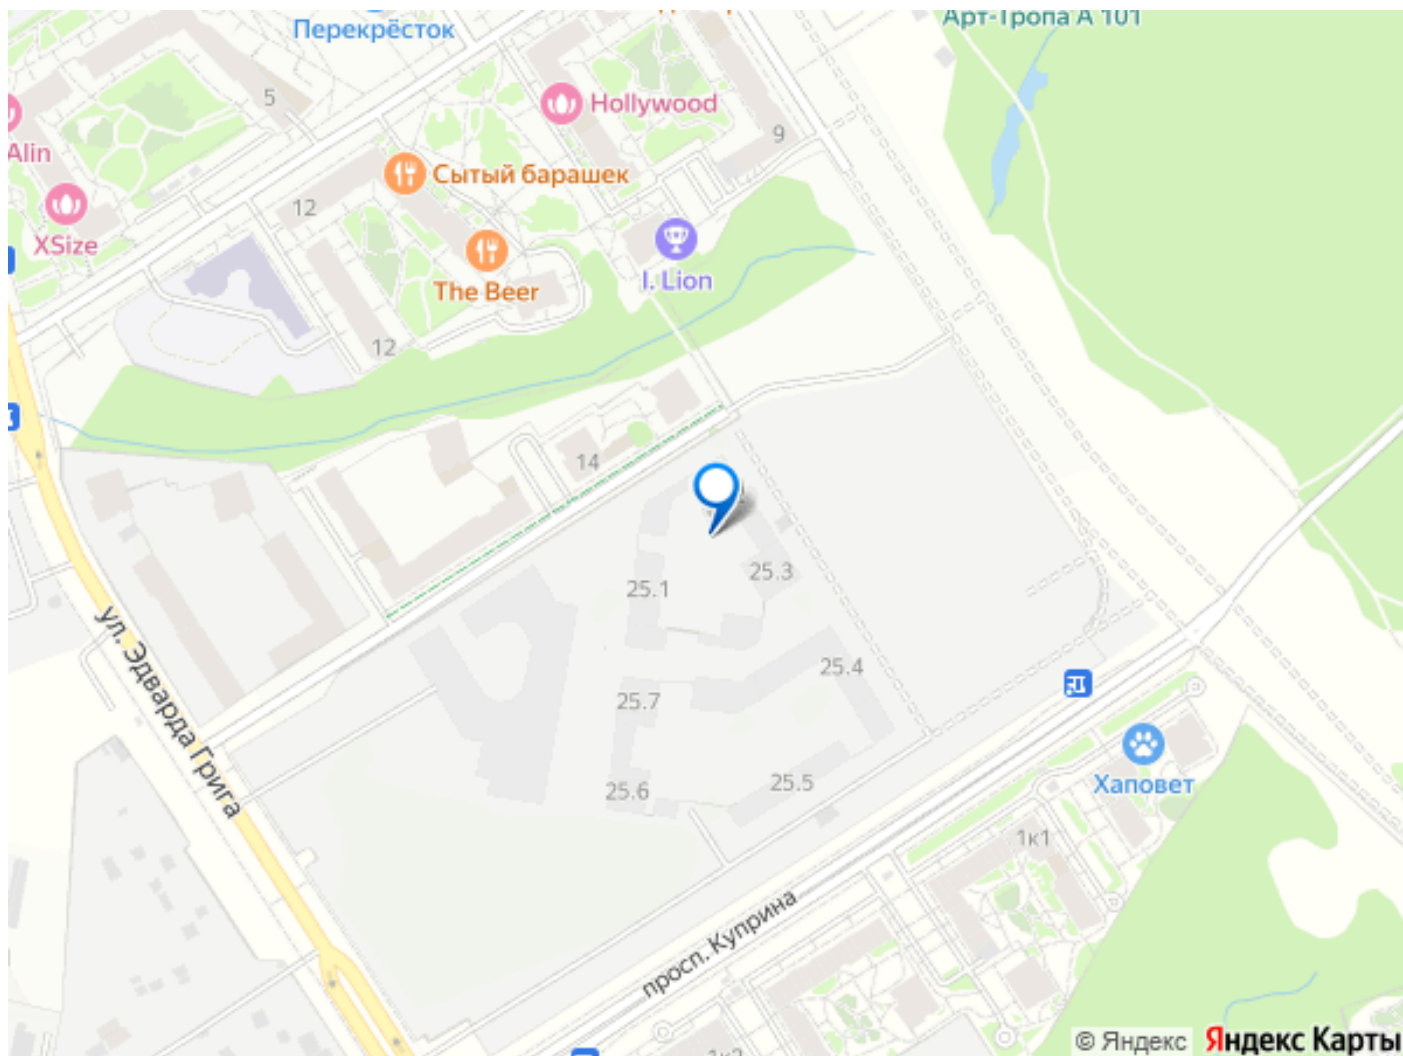 Арт-Тропа А 101
Перекрёсток
5
Hollywood
9
Alin
Сытый барашек
12
XSize
I. Lion
The Beer
12
14
25.3
25.1
25.4
25.7
ул. Эдварда Грига
Хаповет
25.5
25.6
1к1
просп. Куприна
© Яндекс Яндекс Карты